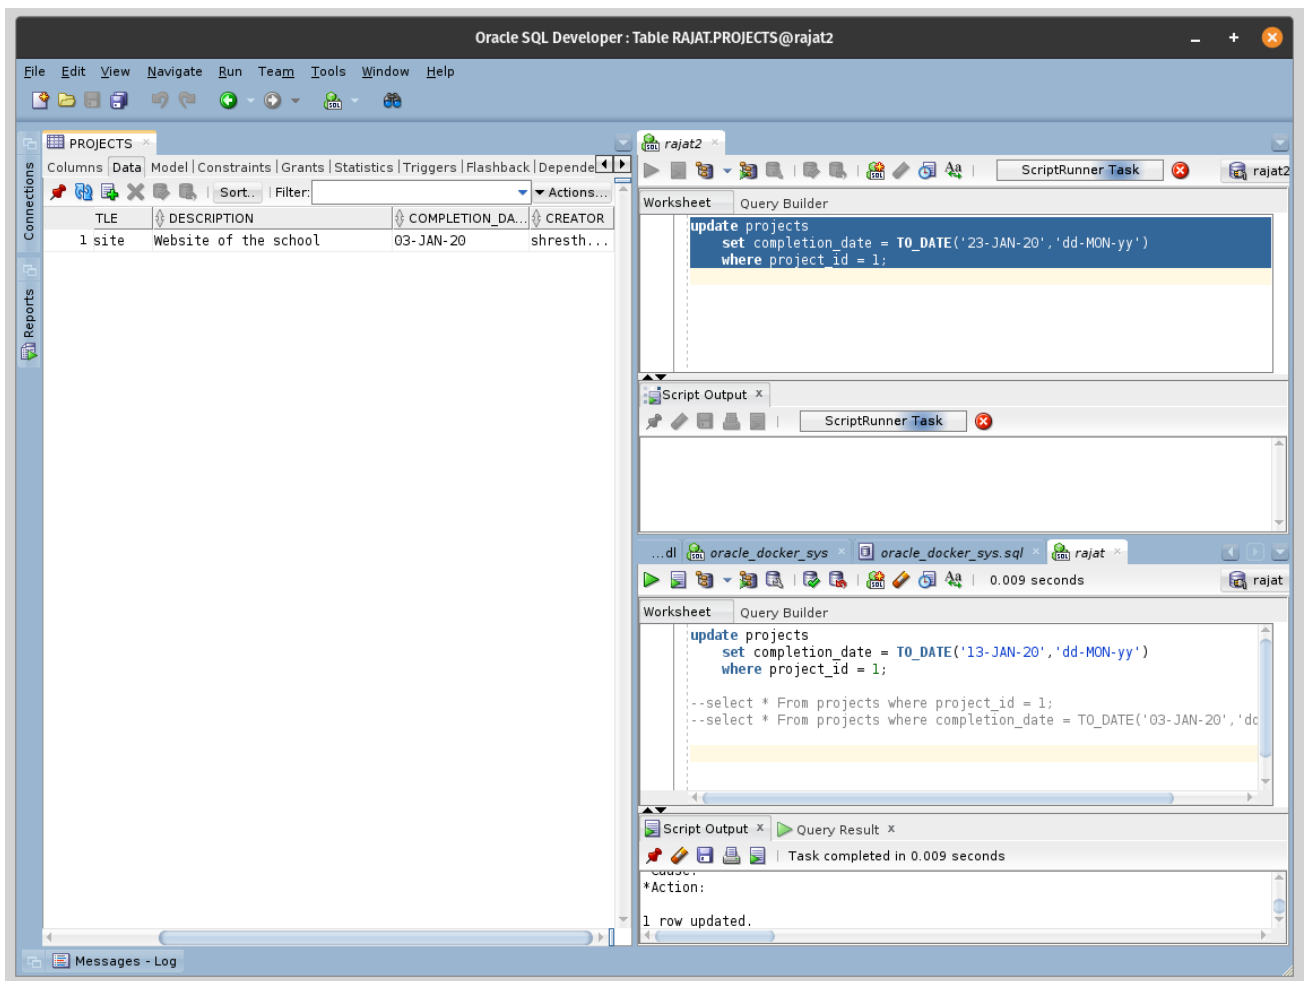 Oracle SQL Developer : Table RAJAT.PROJECTS@rajat2
File Edit View Navigate Run Team Tools Window Help
Connections
Reports
PROJECTS
Columns Data Model Constraints Grants Statistics Triggers Flashback Depende
Sort.. Filter: Actions...
TLE DESCRIPTION COMPLETION_DA... CREATOR
1 site Website of the school 03-JAN-20 shresth...
rajat2
ScriptRunner Task rajat2
Worksheet Query Builder
update projects
set completion_date = TO_DATE('23-JAN-20','dd-MON-yy')
where project_id = 1;
Script Output
ScriptRunner Task
...dl oracle_docker_sys oracle_docker_sys.sql rajat
0.009 seconds rajat
Worksheet Query Builder
update projects
set completion_date = TO_DATE('13-JAN-20','dd-MON-yy')
where project_id = 1;
--select * From projects where project_id = 1;
--select * From projects where completion_date = TO_DATE('03-JAN-20','dd
Script Output Query Result
Task completed in 0.009 seconds
*Action:
1 row updated.
Messages - Log